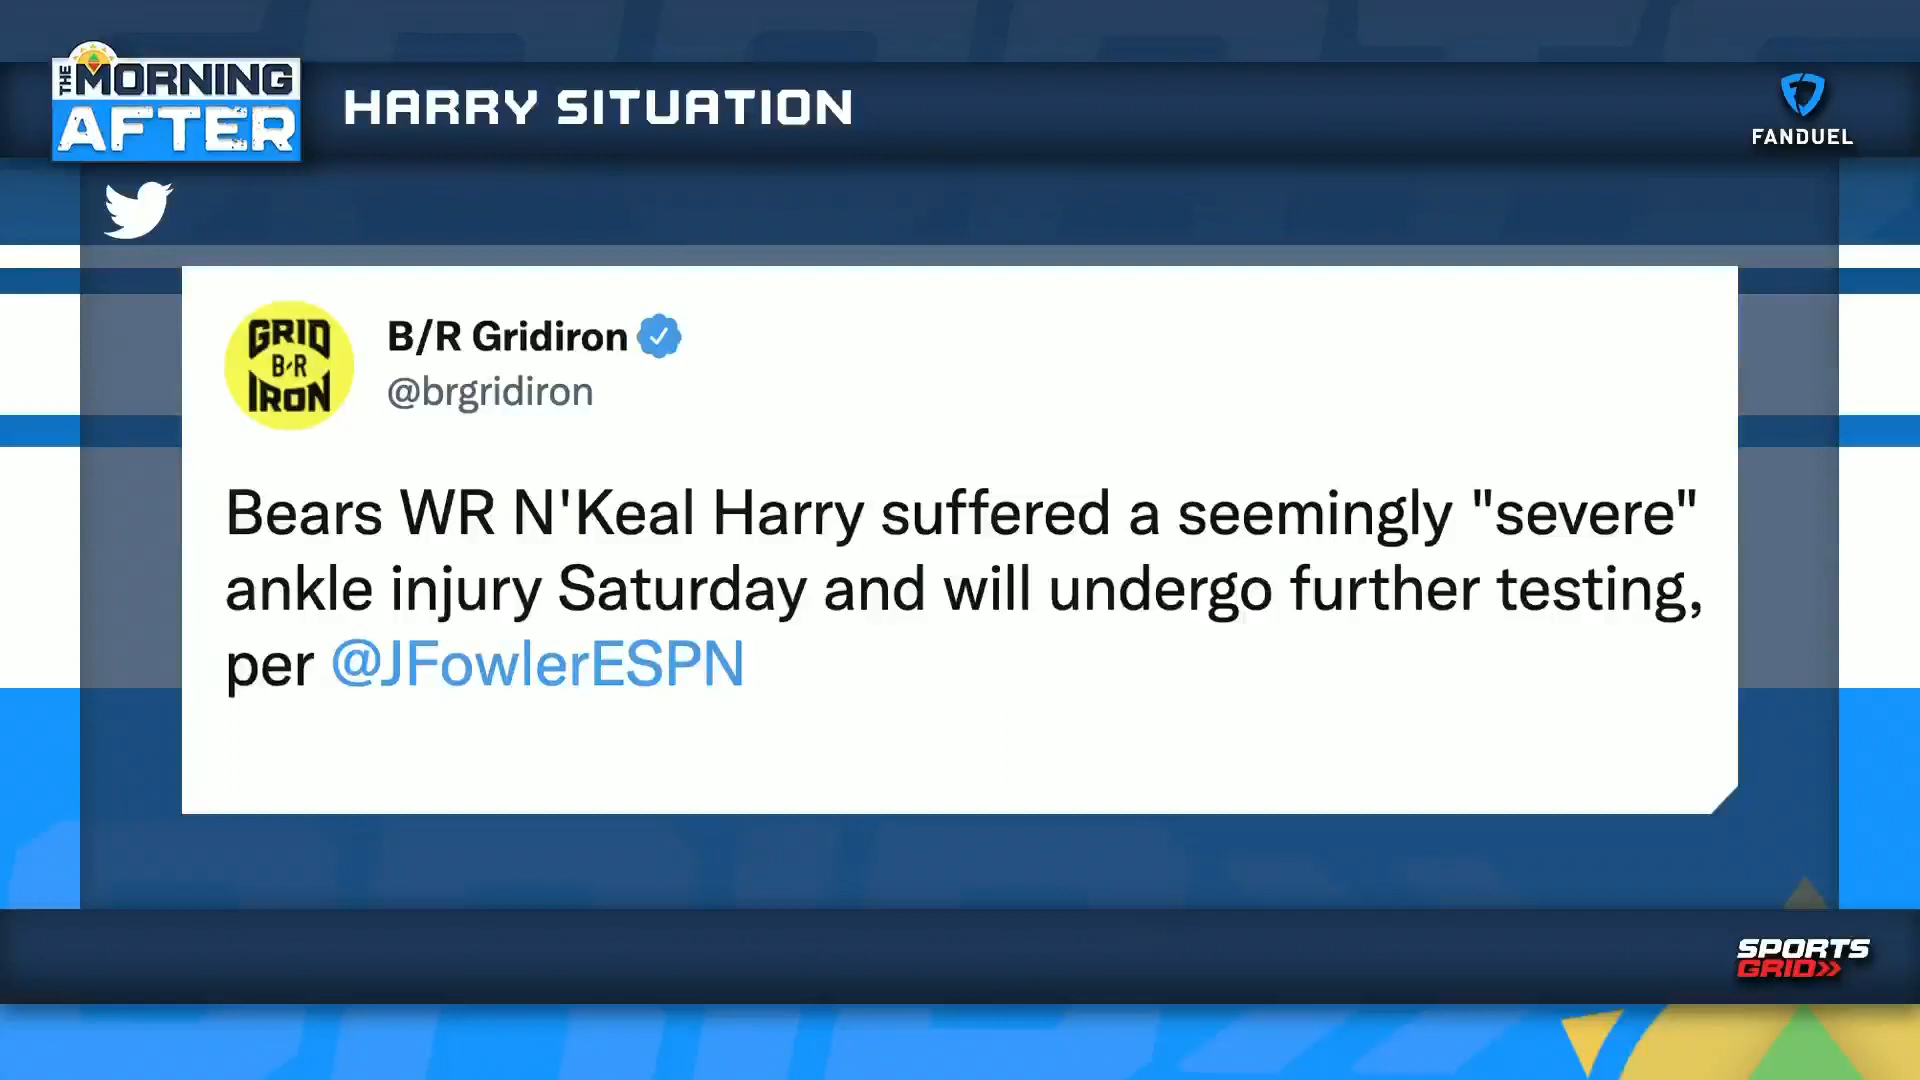 THE MORNING
AFTER
HARRY SITUATION
FANDUEL
GRID
B/R
IRON
B/R Gridiron
@brgridiron
Bears WR N'Keal Harry suffered a seemingly "severe"
ankle injury Saturday and will undergo further testing,
per @JFowlerESPN
SPORTS
GRID